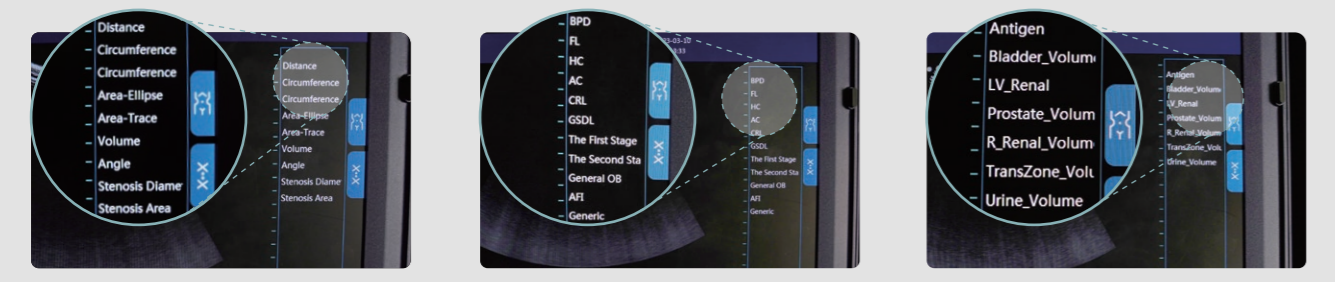 Distance
Circumference
Circumference
Area-Ellipse
Area-Trace
Volume
Angle
Stenosis Diame
Stenosis Area
Distance
Circumference
Circumference
Area-Ellipse
Area-Trace
Volume
Angle
Stenosis Diame
Stenosis Area
BPD
FL
HC
AC
CRL
GSDL
The First Stage
The Second Sta
General OB
AFI
Generic
03-10
BPD
FL
HC
AC
CRL
GSDL
The First Stage
The Second Sta
General OB
AFI
Generic
Antigen
Bladder_Volum
LV_Renal
Prostate_Volum
R_Renal_Volum
TransZone_Volu
Urine_Volume
Antigen
Bladder_Volum
LV_Renal
Prostate_Volum
R_Renal_Volum
TransZone_Volu
Urine_Volume